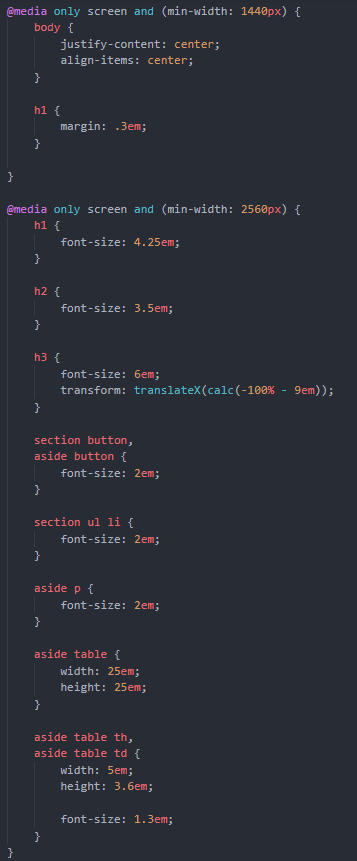 @media only screen and (min-width: 1440px) {
    body {
        justify-content: center;
        align-items: center;
    }

    h1 {
        margin: .3em;
    }

}

@media only screen and (min-width: 2560px) {
    h1 {
        font-size: 4.25em;
    }

    h2 {
        font-size: 3.5em;
    }

    h3 {
        font-size: 6em;
        transform: translateX(calc(-100% - 9em));
    }

    section button,
    aside button {
        font-size: 2em;
    }

    section ul li {
        font-size: 2em;
    }

    aside p {
        font-size: 2em;
    }

    aside table {
        width: 25em;
        height: 25em;
    }

    aside table th,
    aside table td {
        width: 5em;
        height: 3.6em;

        font-size: 1.3em;
    }
}